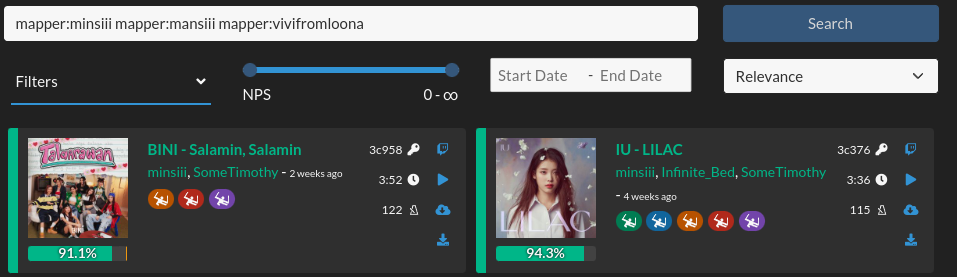 mapper:minsiii mapper:mansiii mapper:vivifromloona
Search
Filters
NPS
0 - ∞
Start Date - End Date
Relevance
BINI - Salamin, Salamin
minsiii, SomeTimothy - 2 weeks ago
3c958
3:52
122
91.1%
IU - LILAC
minsiii, Infinite_Bed, SomeTimothy
- 4 weeks ago
3c376
3:36
115
LILAC
94.3%